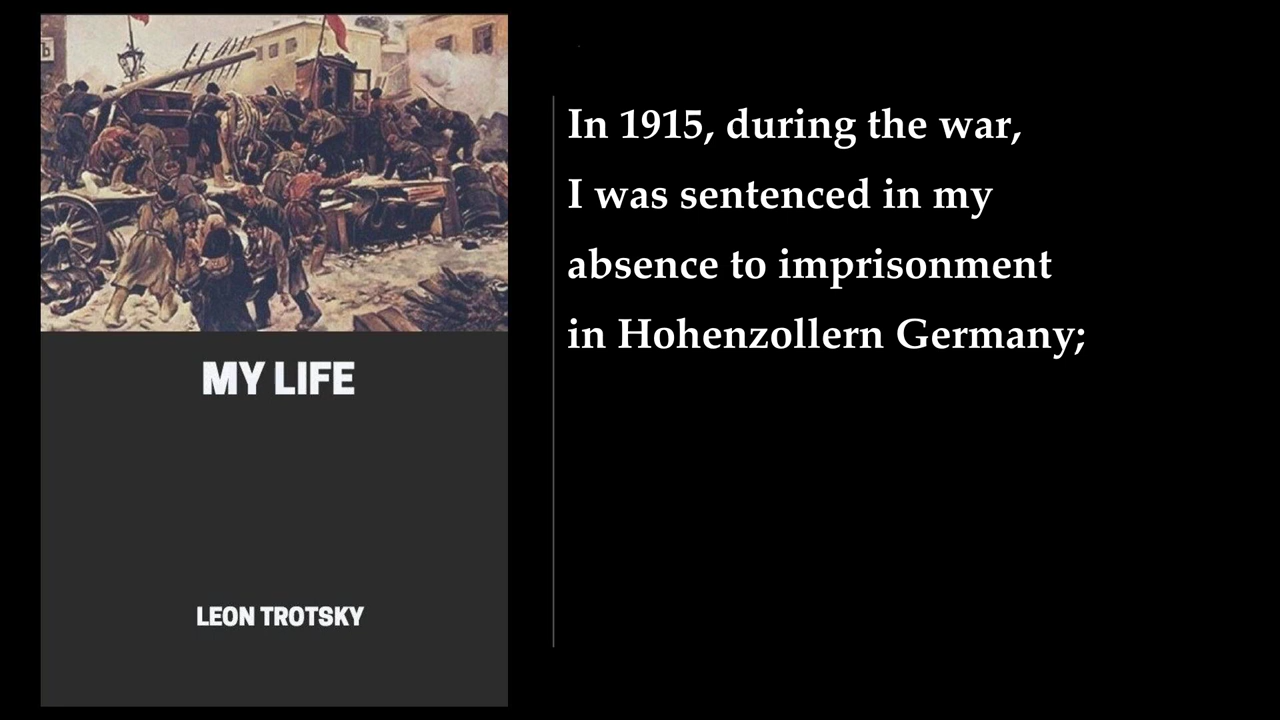 MY LIFE
LEON TROTSKY
In 1915, during the war,
I was sentenced in my
absence to imprisonment
in Hohenzollern Germany;